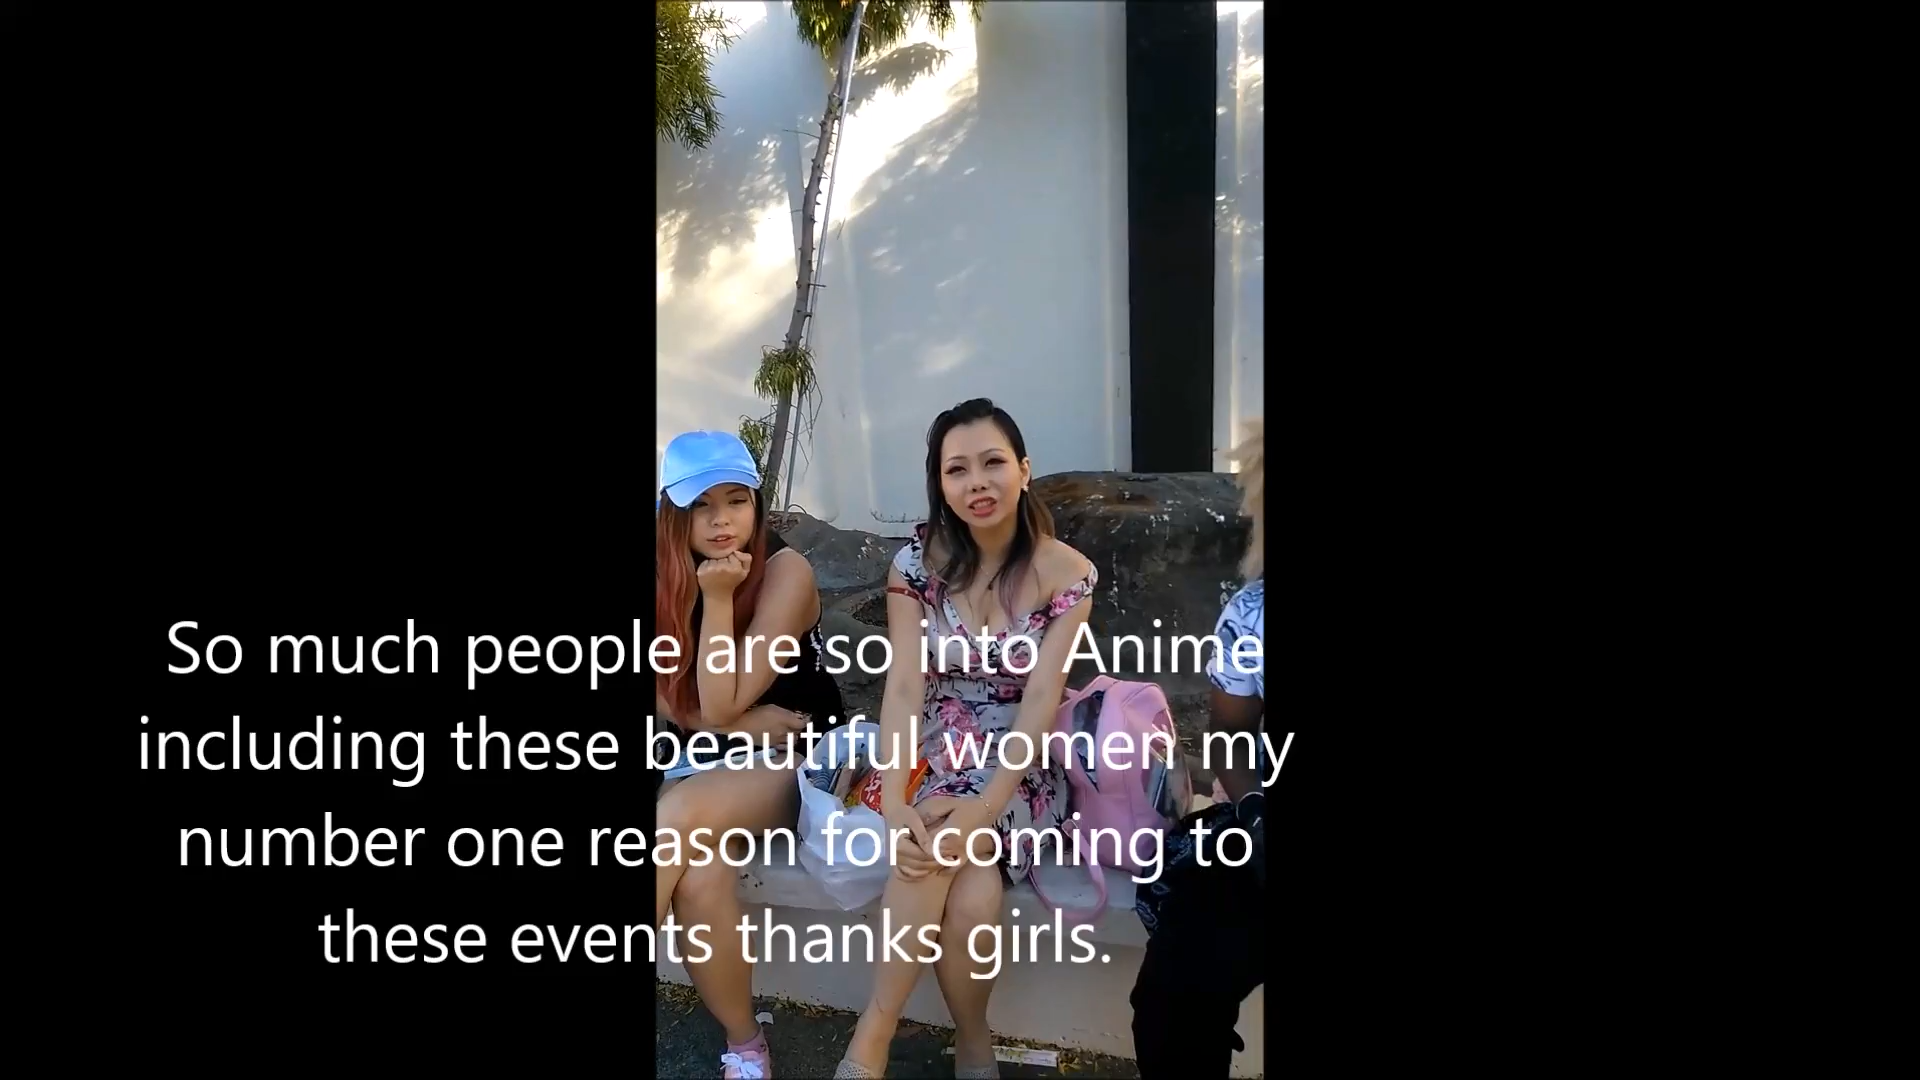 So much people are so into Anime
including these beautiful women my
number one reason for coming to
these events thanks girls.